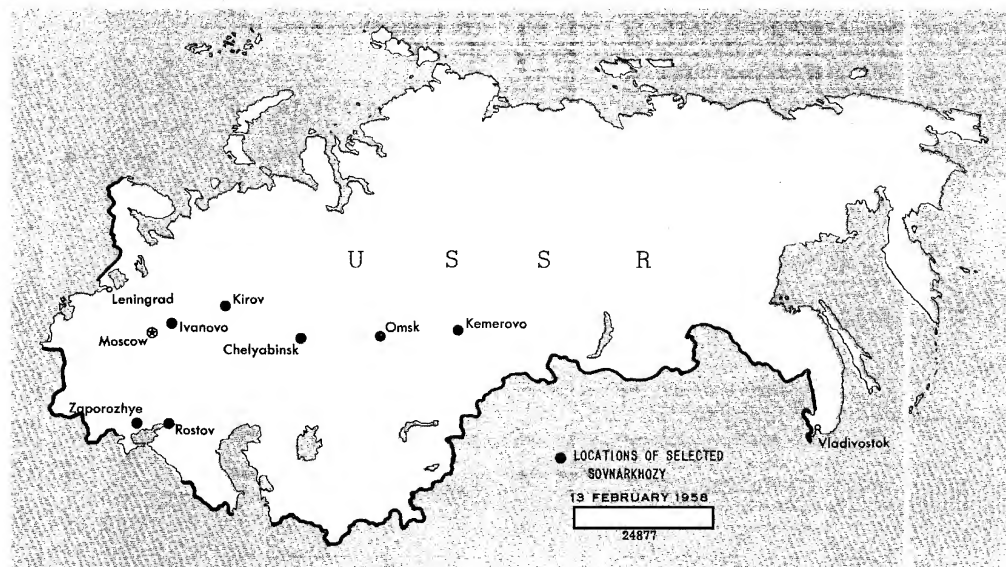 U S S R
Leningrad
Kirov
Ivanovo
Moscow
Chelyabinsk
Omsk
Kemerovo
Zaporozhye
Rostov
Vladivostok
LOCATIONS OF SELECTED
SOVNARKHOZY
13 FEBRUARY 1958
24877